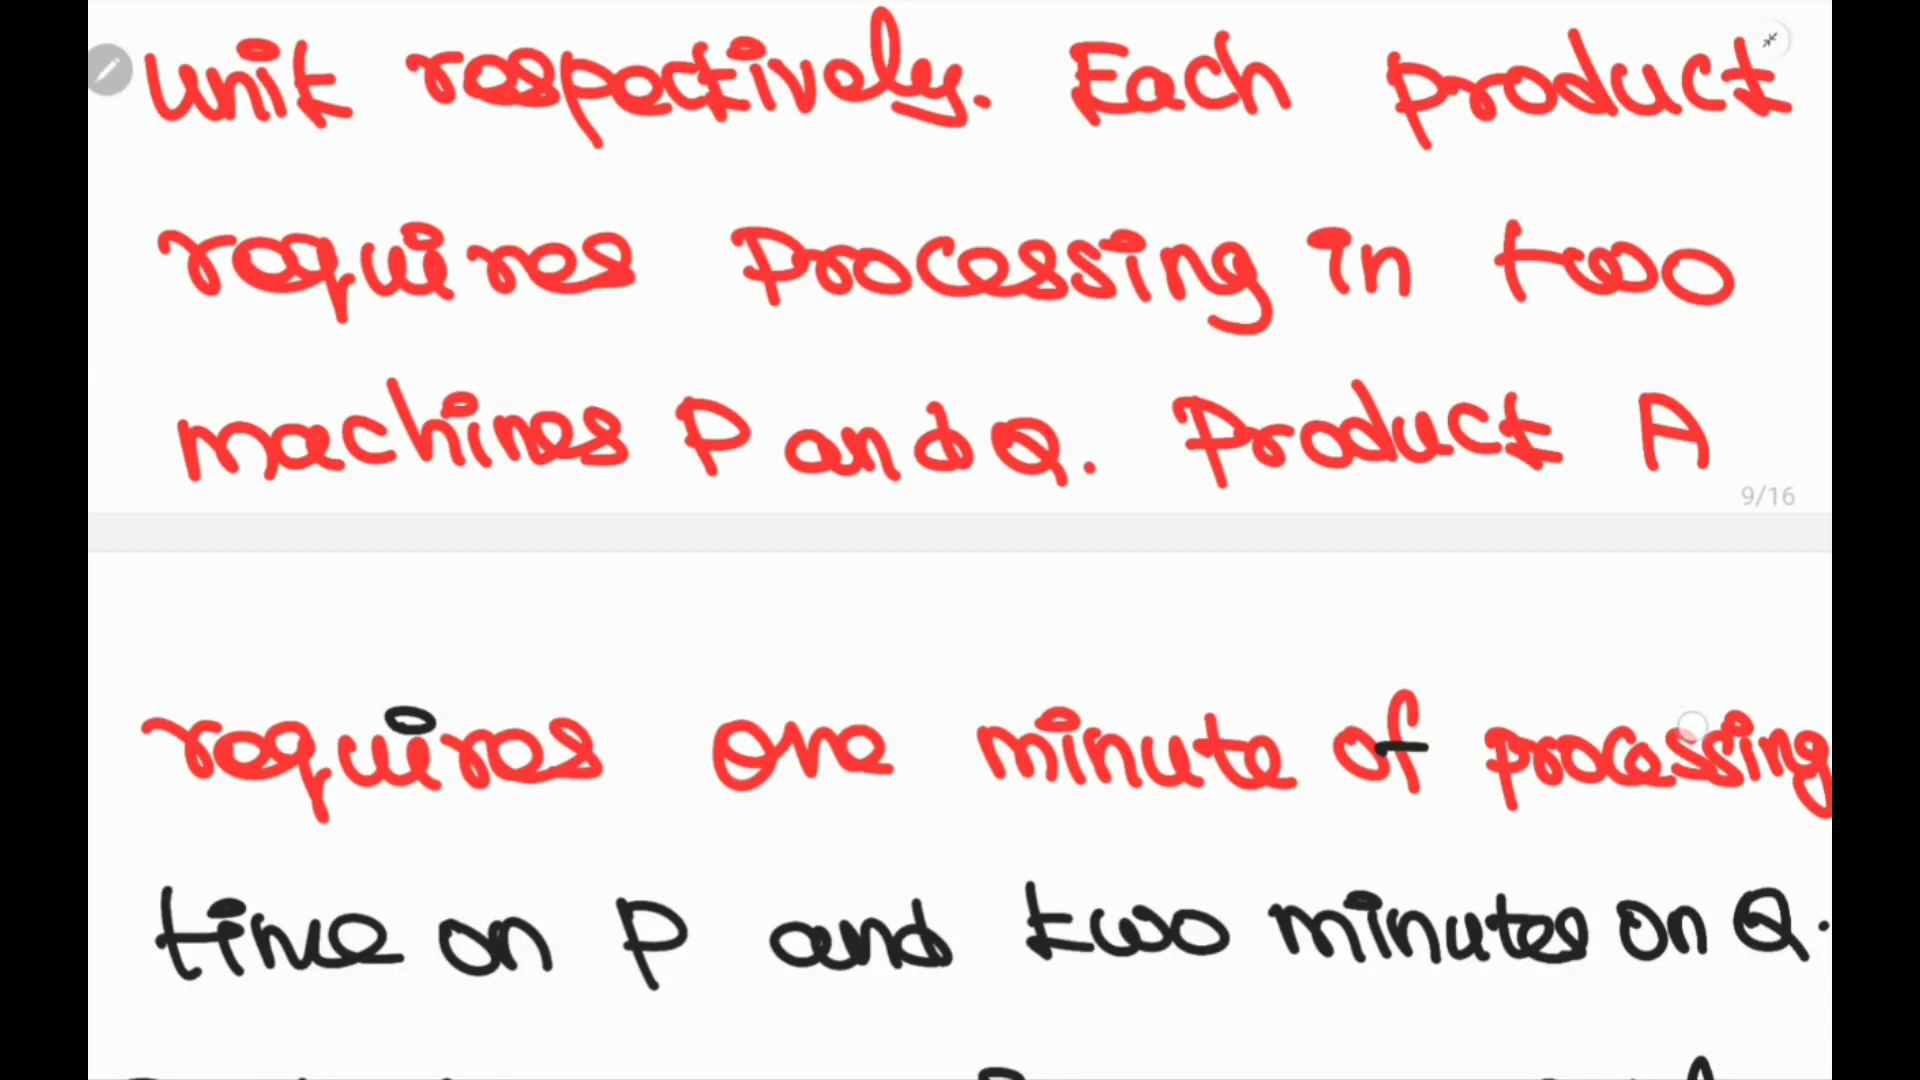 unit respectively. Each product
requires processing in two
machines P and Q. Product A
9/16
requires one minute of processing
time on P and two minutes on Q.